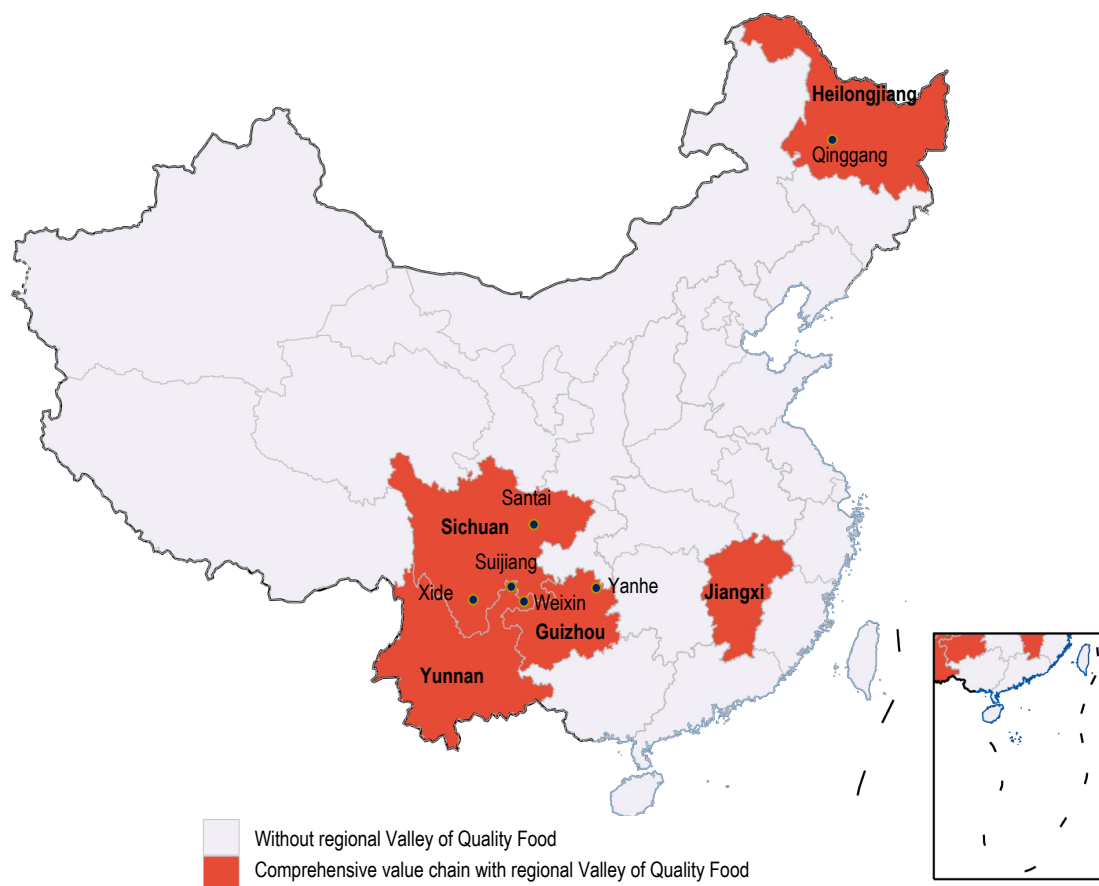 Heilongjiang
Qinggang
Santai
Sichuan
Suijiang
Xide
Weixin
Yanhe
Jiangxi
Guizhou
Yunnan
Without regional Valley of Quality Food
Comprehensive value chain with regional Valley of Quality Food